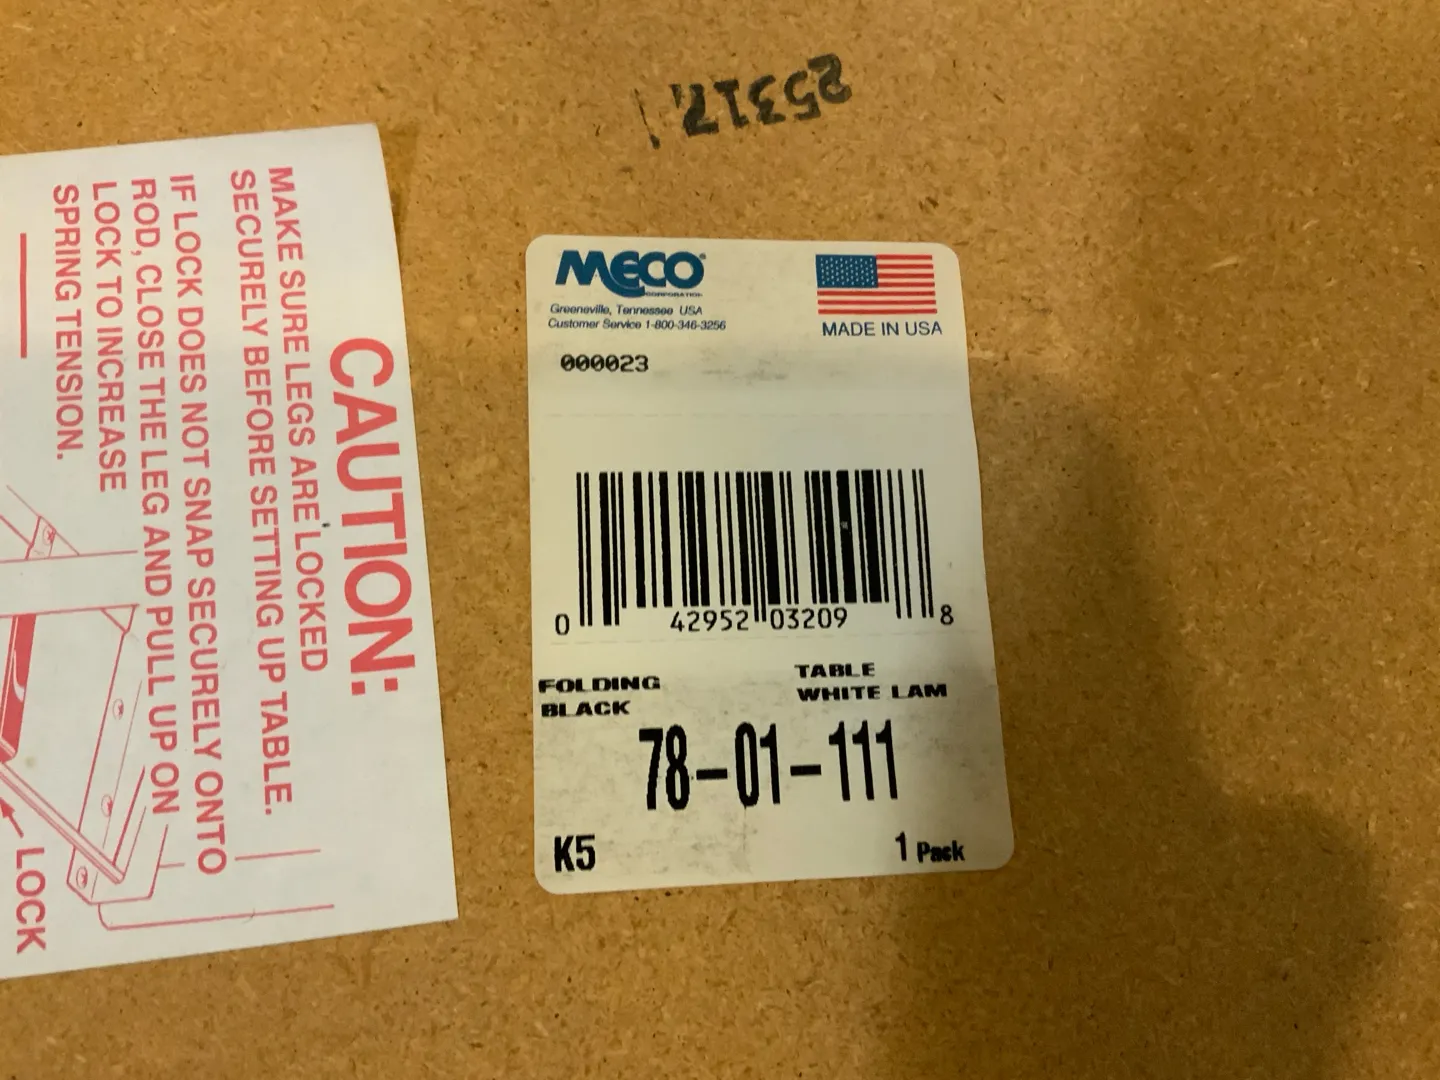 25317
MECO®
CORPORATION
Greeneville, Tennessee USA
Customer Service 1-800-346-3256
MADE IN USA
000023
0 42952 03209 8
FOLDING TABLE
BLACK WHITE LAM
78-01-111
K5 1 Pack
CAUTION:
MAKE SURE LEGS ARE LOCKED
SECURELY BEFORE SETTING UP TABLE.
IF LOCK DOES NOT SNAP SECURELY ONTO
ROD, CLOSE THE LEG AND PULL UP ON
LOCK TO INCREASE
SPRING TENSION.
LOCK